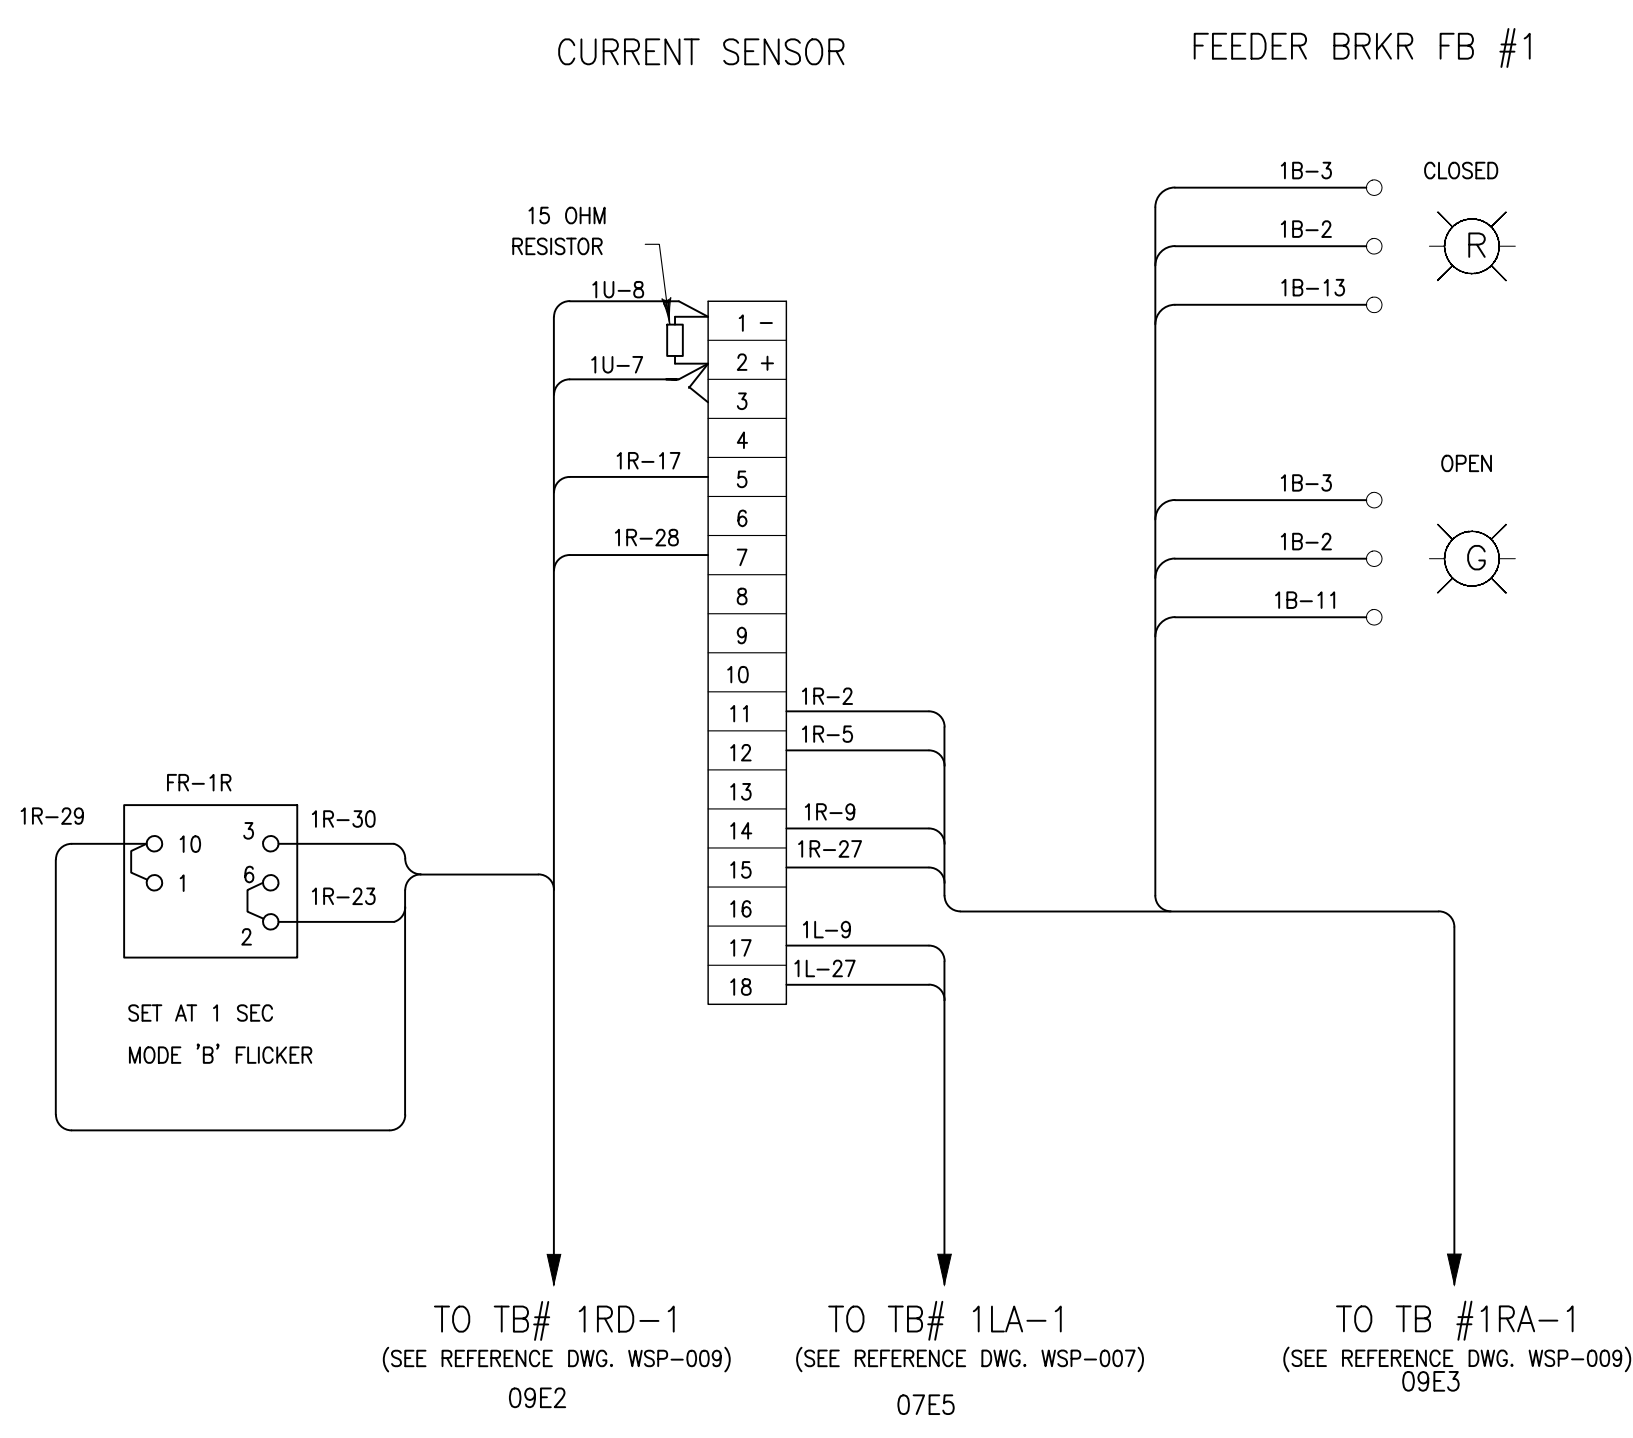 CURRENT SENSOR
FEEDER BRKR FB #1
1B-3
CLOSED
1B-2
R
1B-13
15 OHM
RESISTOR
1U-8
1 -
1U-7
2 +
3
4
1R-17
5
6
1R-28
7
8
9
10
OPEN
1B-3
1B-2
G
1B-11
1R-2
11
1R-5
12
13
1R-9
14
1R-27
15
16
1L-9
17
1L-27
18
FR-1R
1R-29
1R-30
10
3
1
6
1R-23
2
SET AT 1 SEC
MODE 'B' FLICKER
TO TB# 1RD-1
(SEE REFERENCE DWG. WSP-009)
09E2
TO TB# 1LA-1
(SEE REFERENCE DWG. WSP-007)
07E5
TO TB #1RA-1
(SEE REFERENCE DWG. WSP-009)
09E3